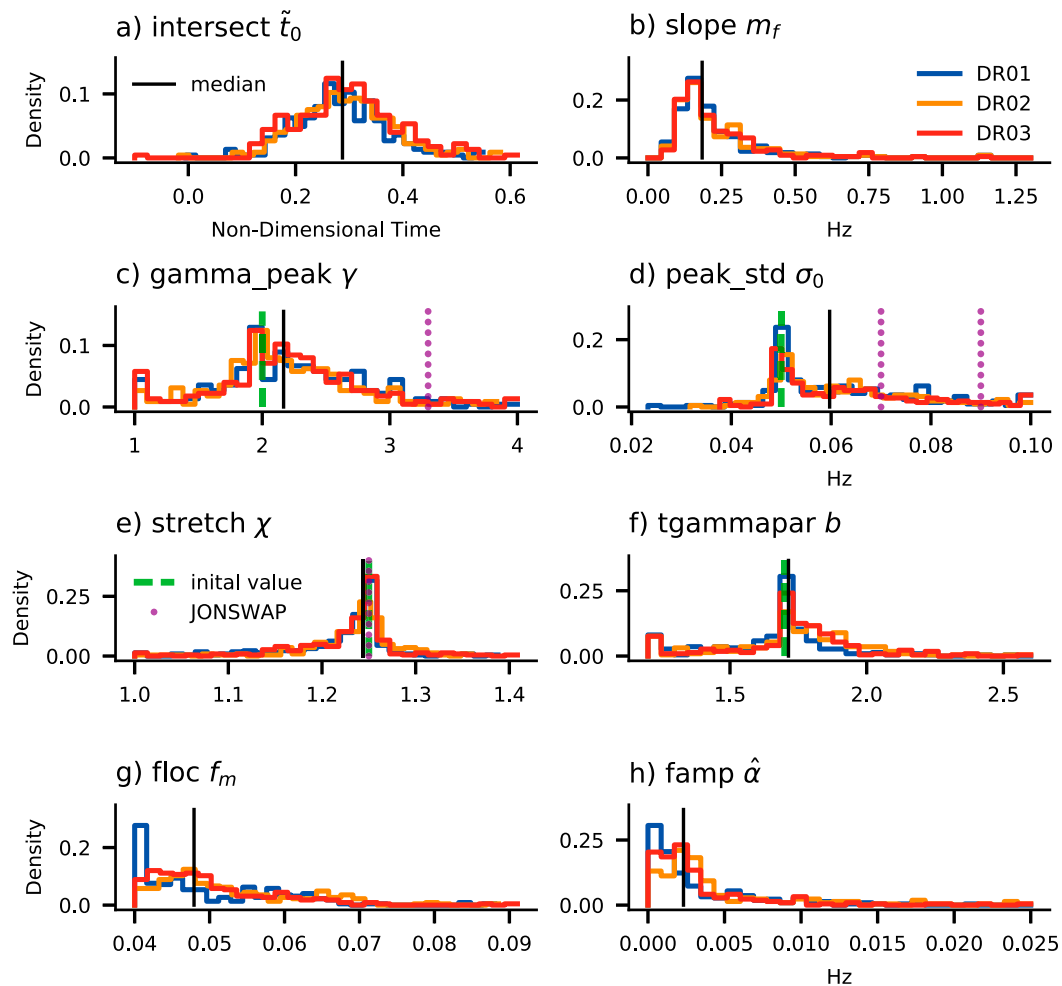 a) intersect t̃₀
b) slope m_f
Density
0.1
0.0
median
0.0 0.2 0.4 0.6
Non-Dimensional Time
0.2
0.0
DR01
DR02
DR03
0.00 0.25 0.50 0.75 1.00 1.25
Hz
c) gamma_peak γ
d) peak_std σ₀
Density
0.1
0.0
1 2 3 4
0.2
0.0
0.02 0.04 0.06 0.08 0.10
Hz
e) stretch χ
f) tgammapar b
Density
0.25
0.00
inital value
JONSWAP
1.0 1.1 1.2 1.3 1.4
0.25
0.00
1.5 2.0 2.5
g) floc f_m
h) famp α̂
Density
0.2
0.0
0.04 0.05 0.06 0.07 0.08 0.09
0.25
0.00
0.000 0.005 0.010 0.015 0.020 0.025
Hz